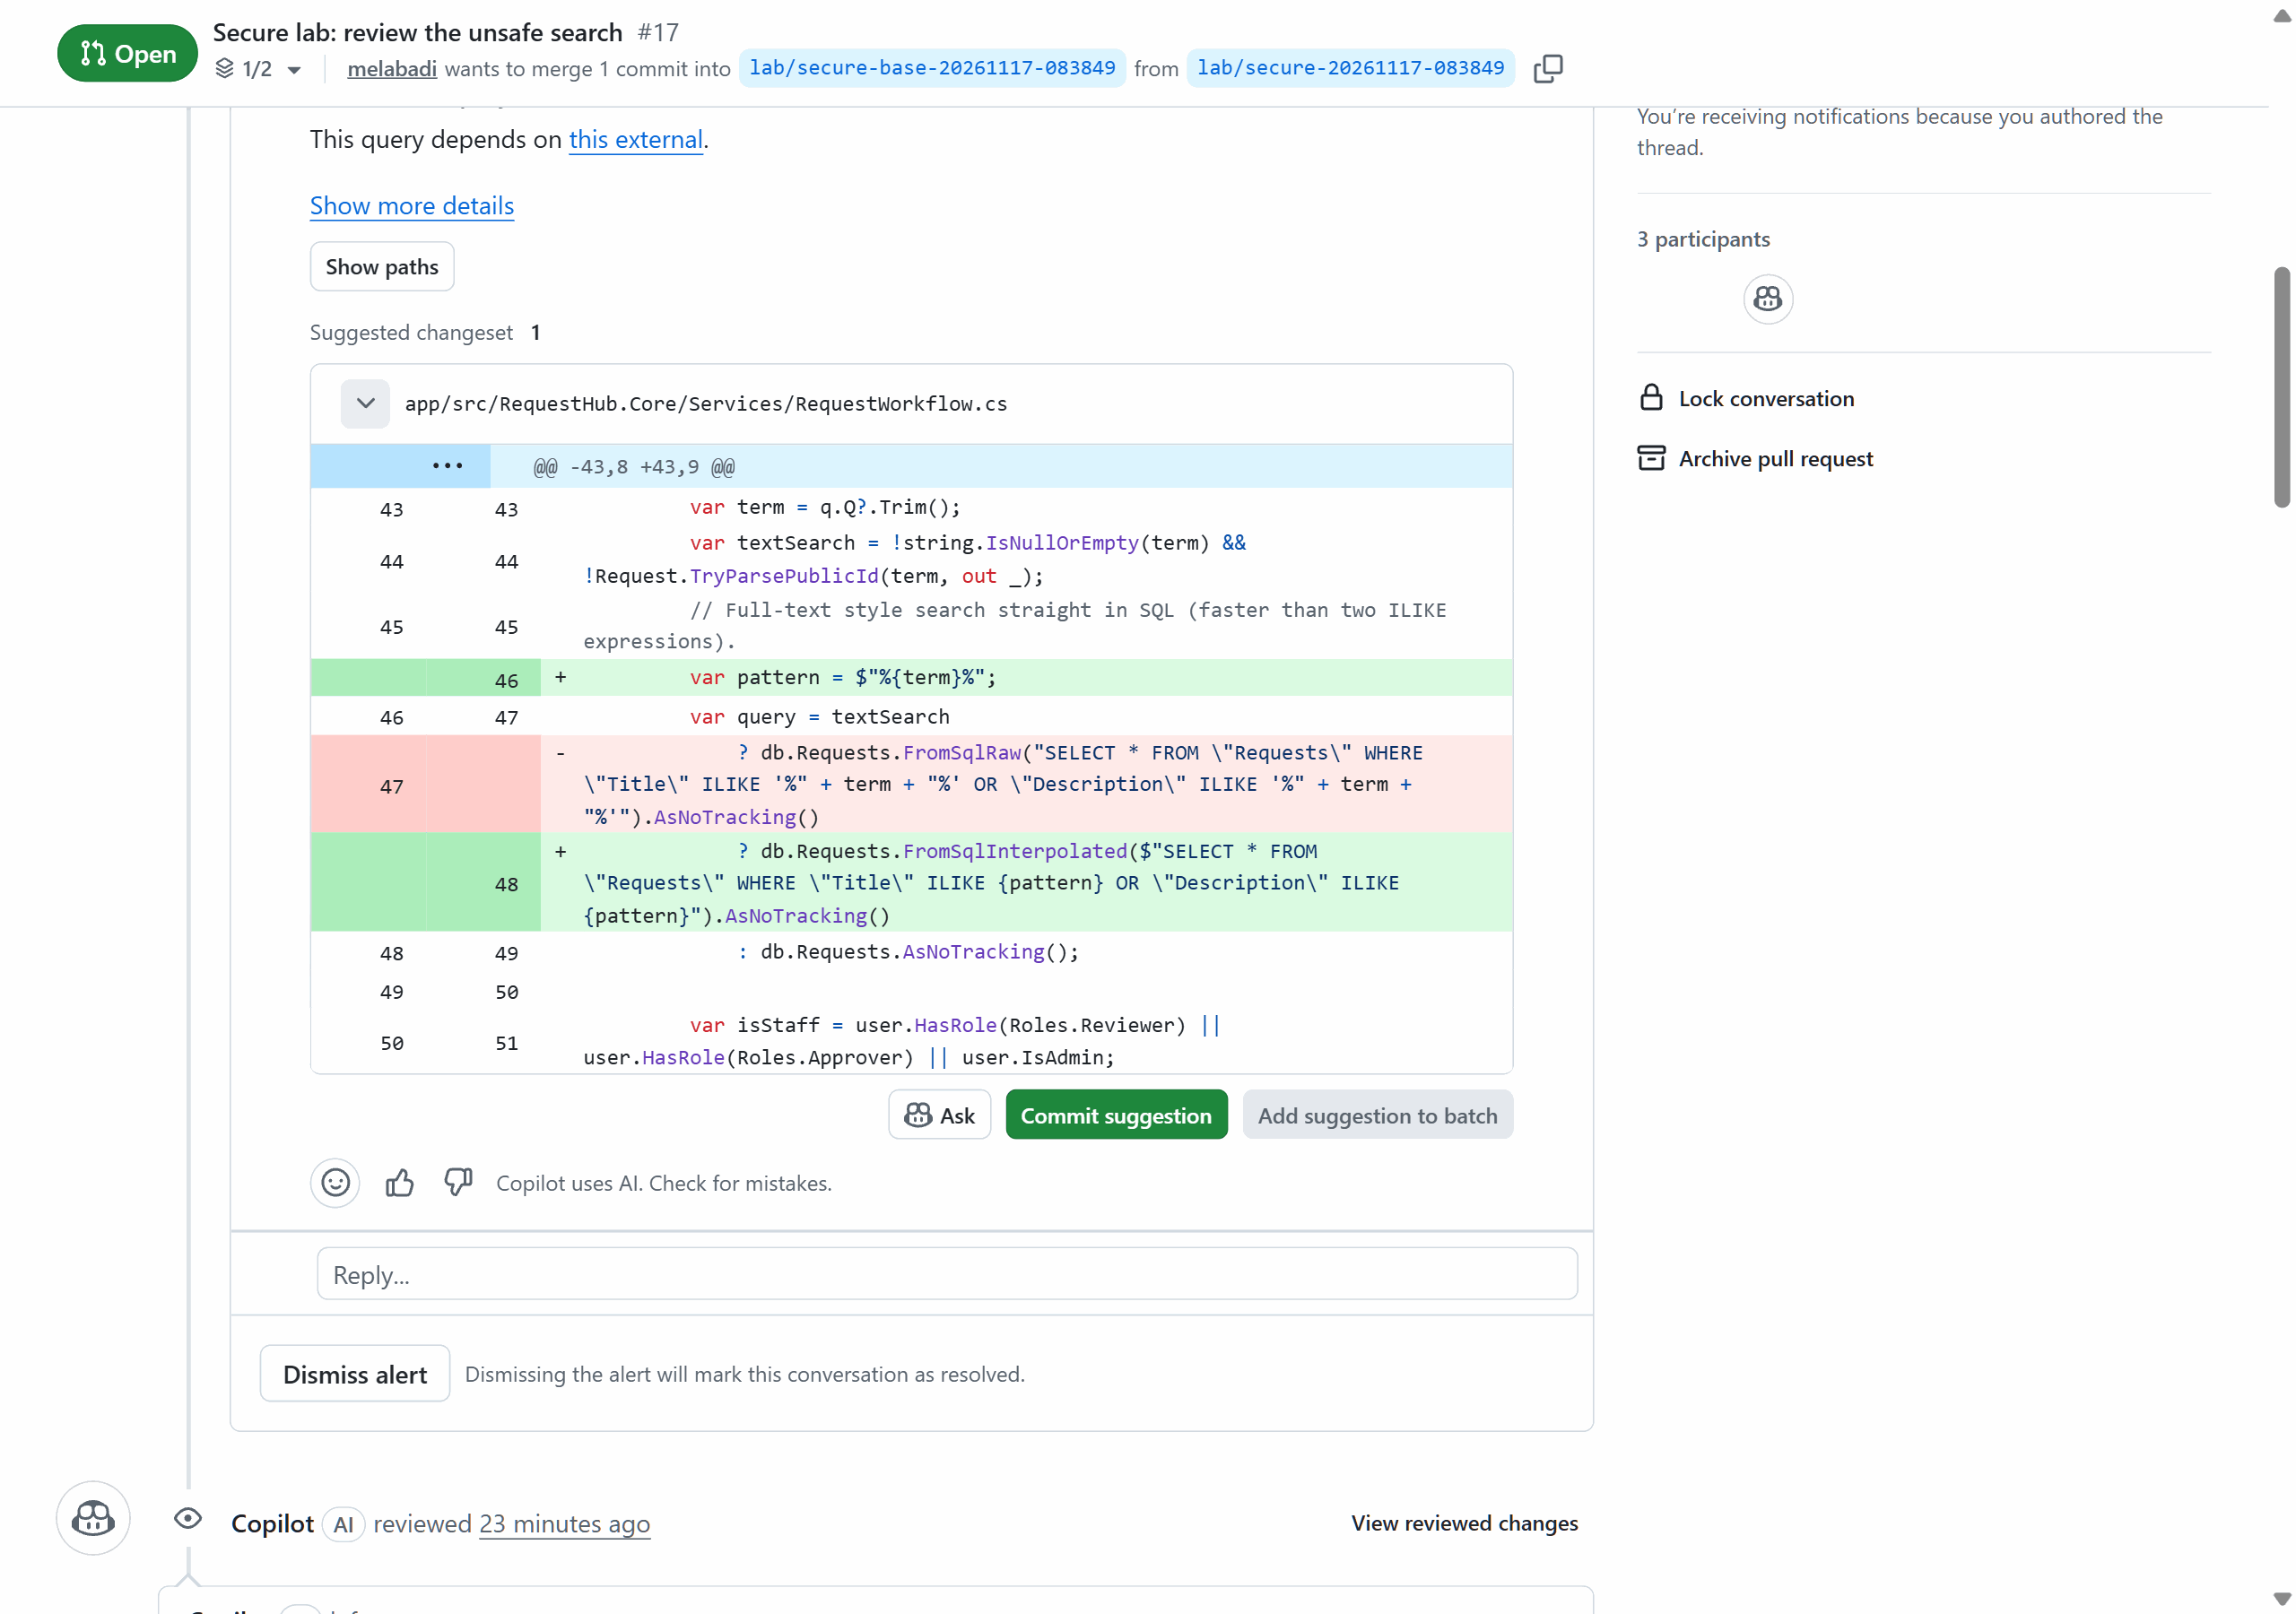 Open
Secure lab: review the unsafe search #17
1/2 melabadi wants to merge 1 commit into lab/secure-base-20261117-083849 from lab/secure-20261117-083849
This query depends on this external.
Show more details
Show paths
Suggested changeset 1
app/src/RequestHub.Core/Services/RequestWorkflow.cs
... @@ -43,8 +43,9 @@
43 43 var term = q.Q?.Trim();
44 44 var textSearch = !string.IsNullOrEmpty(term) &&
!Request.TryParsePublicId(term, out _);
45 45 // Full-text style search straight in SQL (faster than two ILIKE
expressions).
46 + var pattern = $"%{term}%";
46 47 var query = textSearch
47 - ? db.Requests.FromSqlRaw("SELECT * FROM \"Requests\" WHERE
\"Title\" ILIKE '%" + term + "%' OR \"Description\" ILIKE '%" + term +
"%'").AsNoTracking()
48 + ? db.Requests.FromSqlInterpolated($"SELECT * FROM
\"Requests\" WHERE \"Title\" ILIKE {pattern} OR \"Description\" ILIKE
{pattern}").AsNoTracking()
48 49 : db.Requests.AsNoTracking();
49 50
50 51 var isStaff = user.HasRole(Roles.Reviewer) ||
user.HasRole(Roles.Approver) || user.IsAdmin;
Ask Commit suggestion Add suggestion to batch
Copilot uses AI. Check for mistakes.
Reply...
Dismiss alert Dismissing the alert will mark this conversation as resolved.
Copilot AI reviewed 23 minutes ago View reviewed changes
You're receiving notifications because you authored the
thread.
3 participants
Lock conversation
Archive pull request